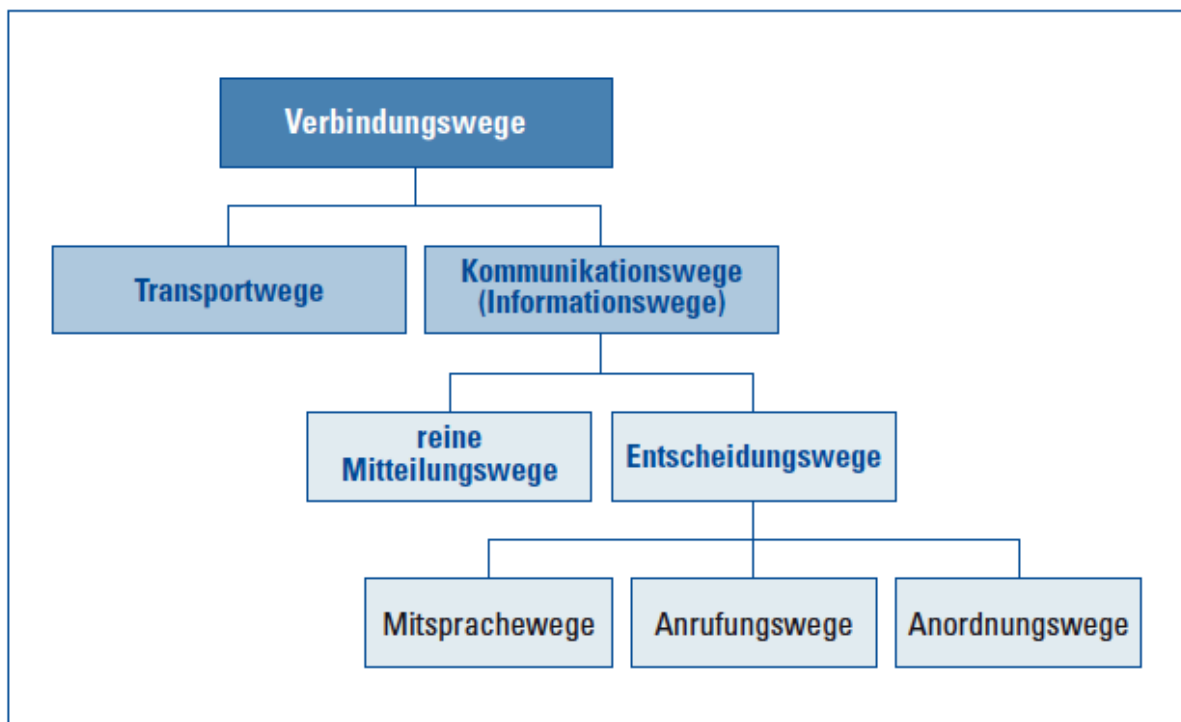 Verbindungswege
Transportwege
Kommunikationswege
(Informationswege)
reine
Mitteilungswege
Entscheidungswege
Mitsprachewege
Anrufungswege
Anordnungswege